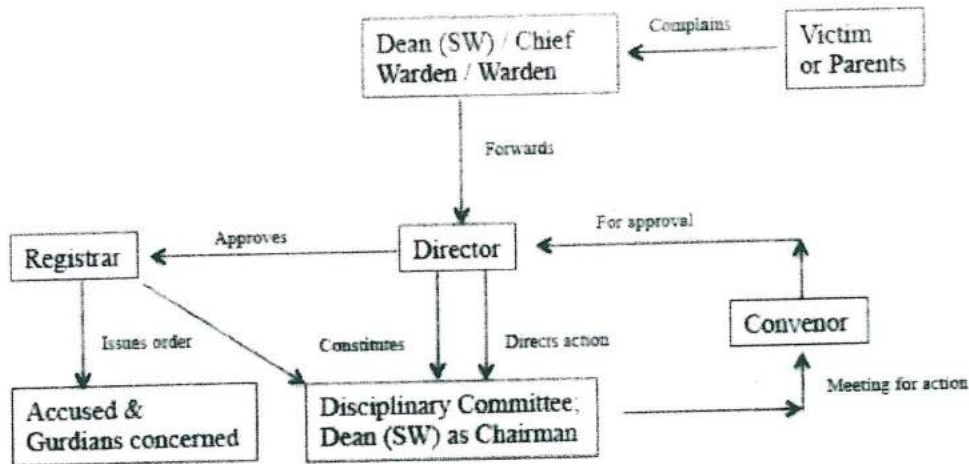 Dean (SW) / Chief
Warden / Warden
Complains
Victim
or Parents
Forwards
Registrar
Approves
Director
For approval
Convenor
Issues order
Constitutes
Directs action
Meeting for action
Accused &
Gurdians concerned
Disciplinary Committee;
Dean (SW) as Chairman